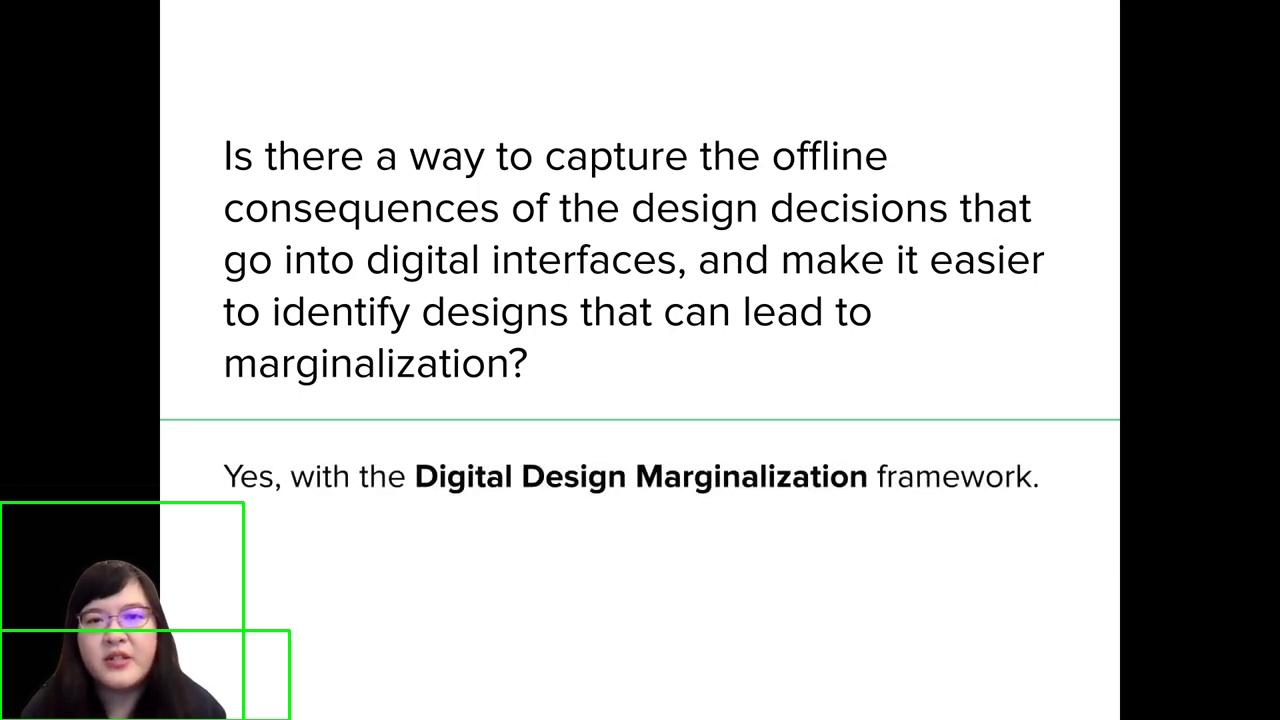 Is there a way to capture the offline
consequences of the design decisions that
go into digital interfaces, and make it easier
to identify designs that can lead to
marginalization?
Yes, with the Digital Design Marginalization framework.